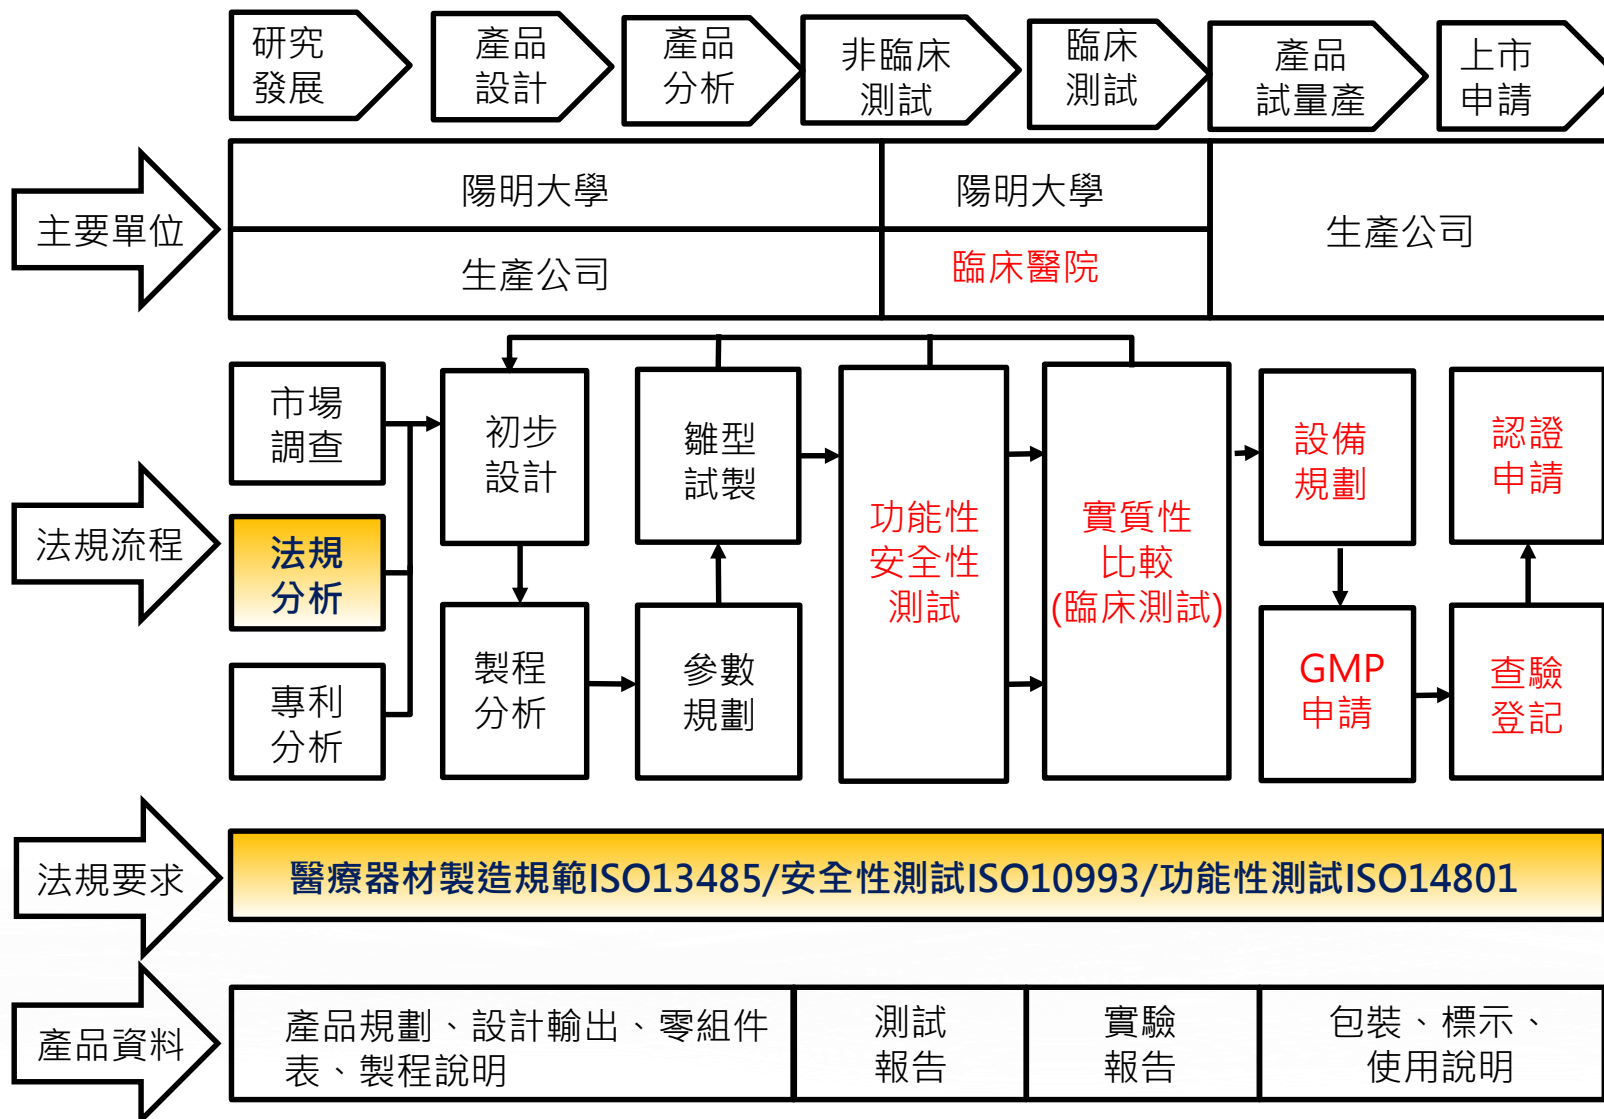 研究
發展
產品
設計
產品
分析
非臨床
測試
臨床
測試
產品
試量產
上市
申請
主要單位
陽明大學
生產公司
陽明大學
臨床醫院
生產公司
法規流程
市場
調查
法規
分析
專利
分析
初步
設計
製程
分析
雛型
試製
參數
規劃
功能性
安全性
測試
實質性
比較
(臨床測試)
設備
規劃
GMP
申請
認證
申請
查驗
登記
法規要求
醫療器材製造規範ISO13485/安全性測試ISO10993/功能性測試ISO14801
產品資料
產品規劃、設計輸出、零組件
表、製程說明
測試
報告
實驗
報告
包裝、標示、
使用說明